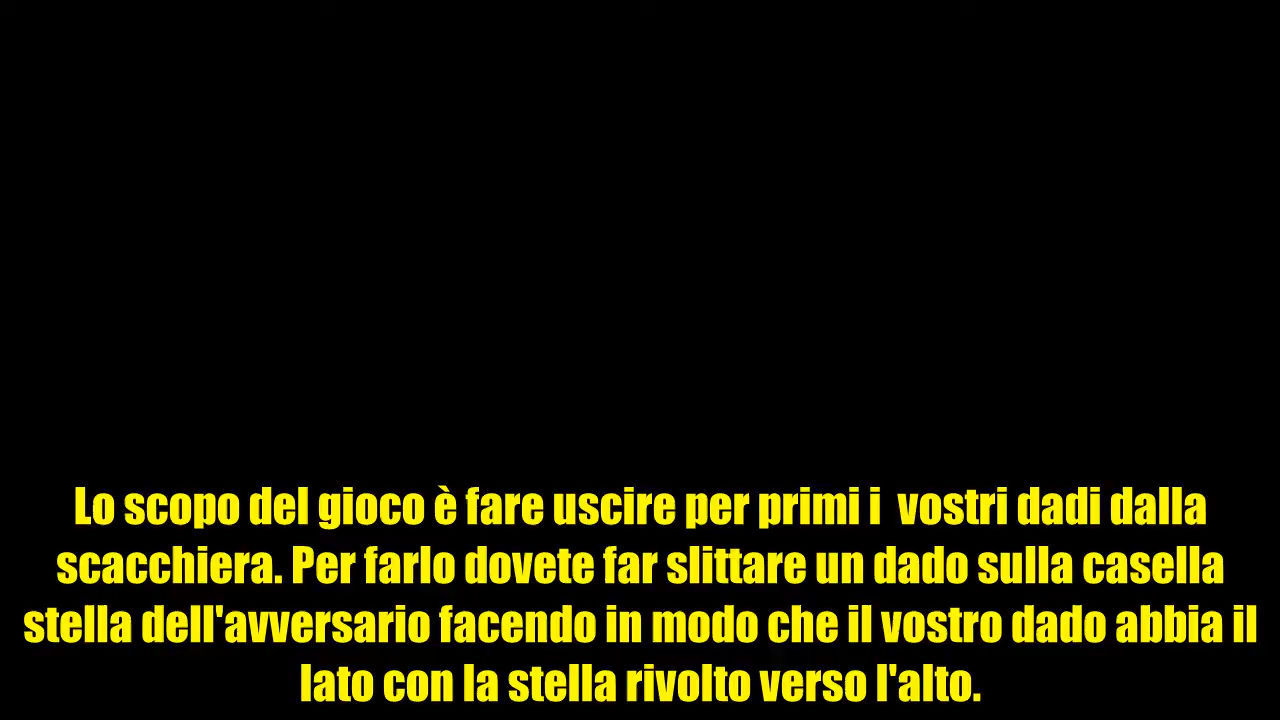 Lo scopo del gioco è fare uscire per primi i  vostri dadi dalla
scacchiera. Per farlo dovete far slittare un dado sulla casella
stella dell'avversario facendo in modo che il vostro dado abbia il
lato con la stella rivolto verso l'alto.